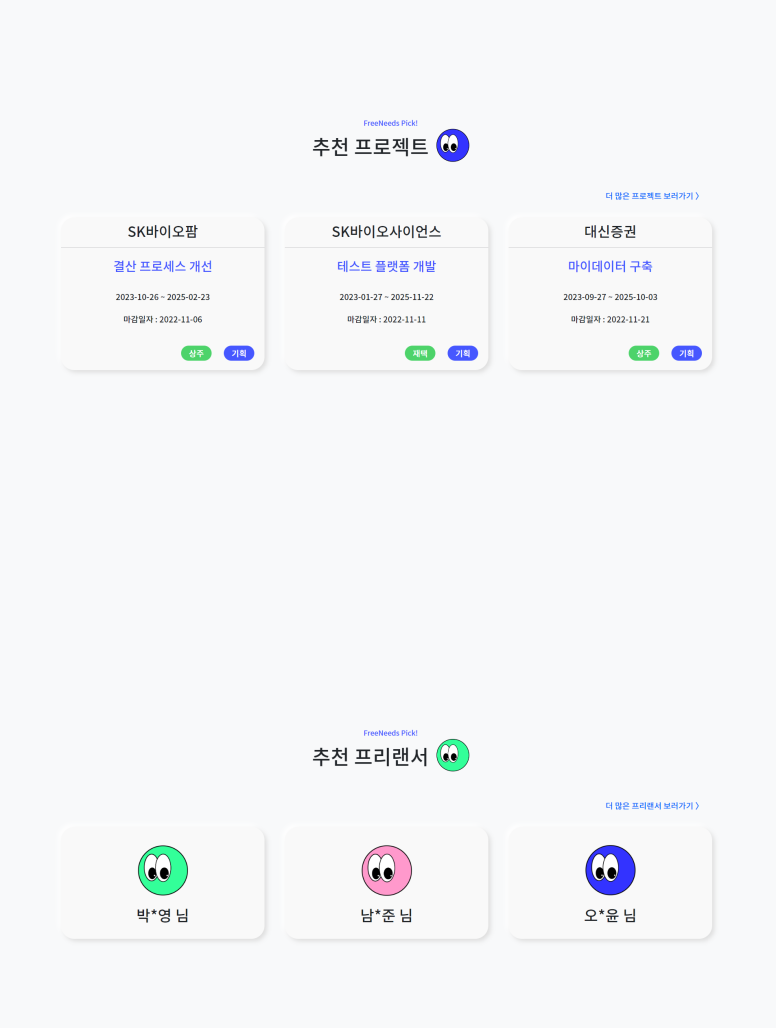 FreeNeeds Pick!
추천 프로젝트
더 많은 프로젝트 보러가기 〉
SK바이오팜
결산 프로세스 개선
2023-10-26 ~ 2025-02-23
마감일자 : 2022-11-06
상주 기획
SK바이오사이언스
테스트 플랫폼 개발
2023-01-27 ~ 2025-11-22
마감일자 : 2022-11-11
재택 기획
대신증권
마이데이터 구축
2023-09-27 ~ 2025-10-03
마감일자 : 2022-11-21
상주 기획
FreeNeeds Pick!
추천 프리랜서
더 많은 프리랜서 보러가기 〉
박*영 님
남*준 님
오*윤 님